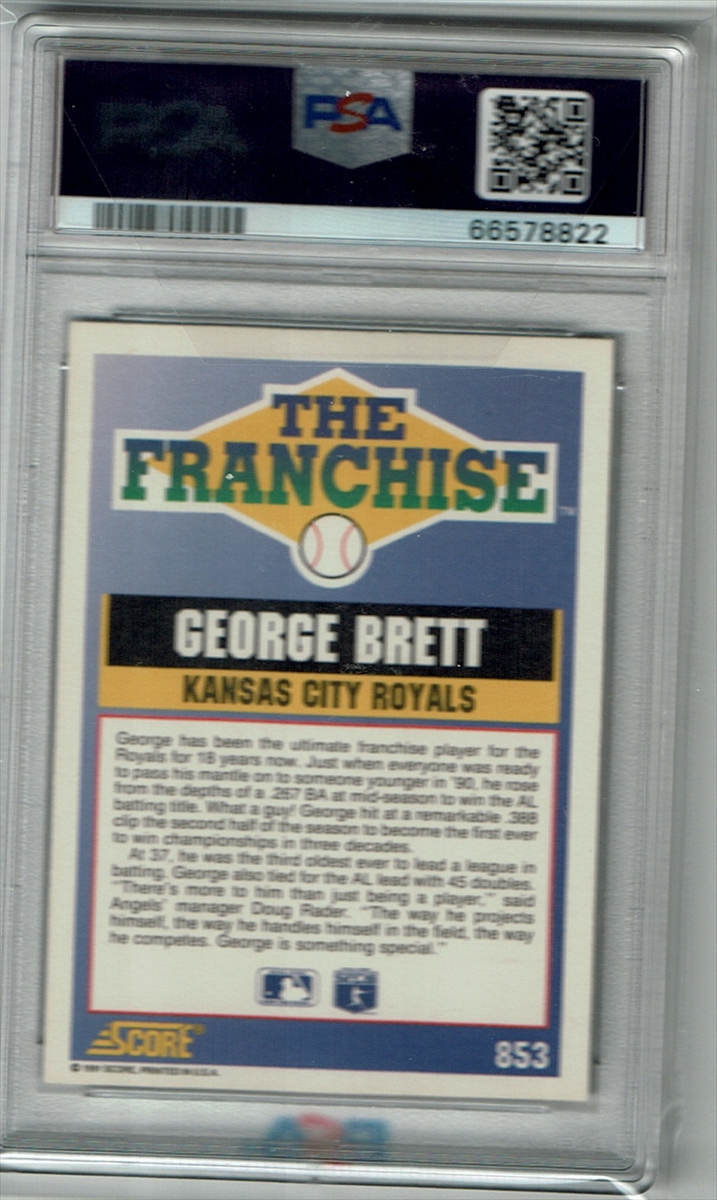 PSA
66578822
THE
FRANCHISE
TM
GEORGE BRETT
KANSAS CITY ROYALS
George has been the ultimate franchise player for the
Royals for 18 years now. Just when everyone was ready
to pass his mantle on to someone younger in '90, he rose
from the depths of a .267 BA at mid-season to win the AL
batting title. What a guy! George hit at a remarkable .388
clip the second half of the season to become the first ever
to win championships in three decades.
At 37, he was the third oldest ever to lead a league in
batting. George also tied for the AL lead with 45 doubles.
"There's more to him than just being a player," said
Angels' manager Doug Rader. "The way he projects
himself, the way he handles himself in the field, the way
he competes. George is something special."
SCORE®
853
© 1991 SCORE, PRINTED IN U.S.A.